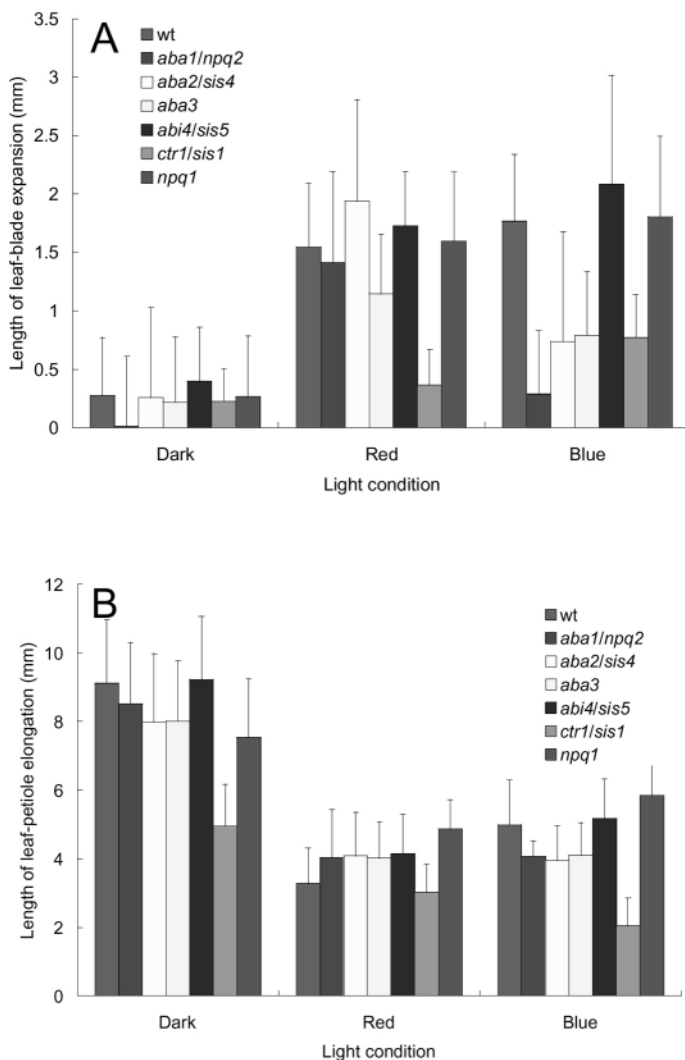 A
Length of leaf-blade expansion (mm)
3.5
3
2.5
2
1.5
1
0.5
0
wt
aba1/npq2
aba2/sis4
aba3
abi4/sis5
ctr1/sis1
npq1
Dark Red Blue
Light condition
B
Length of leaf-petiole elongation (mm)
12
10
8
6
4
2
0
wt
aba1/npq2
aba2/sis4
aba3
abi4/sis5
ctr1/sis1
npq1
Dark Red Blue
Light condition